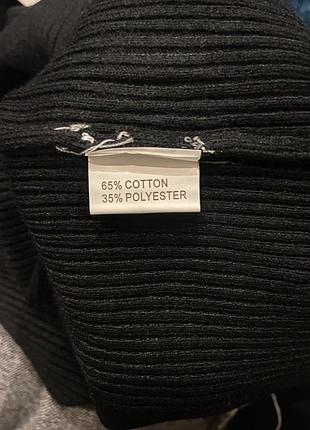 65% COTTON
35% POLYESTER